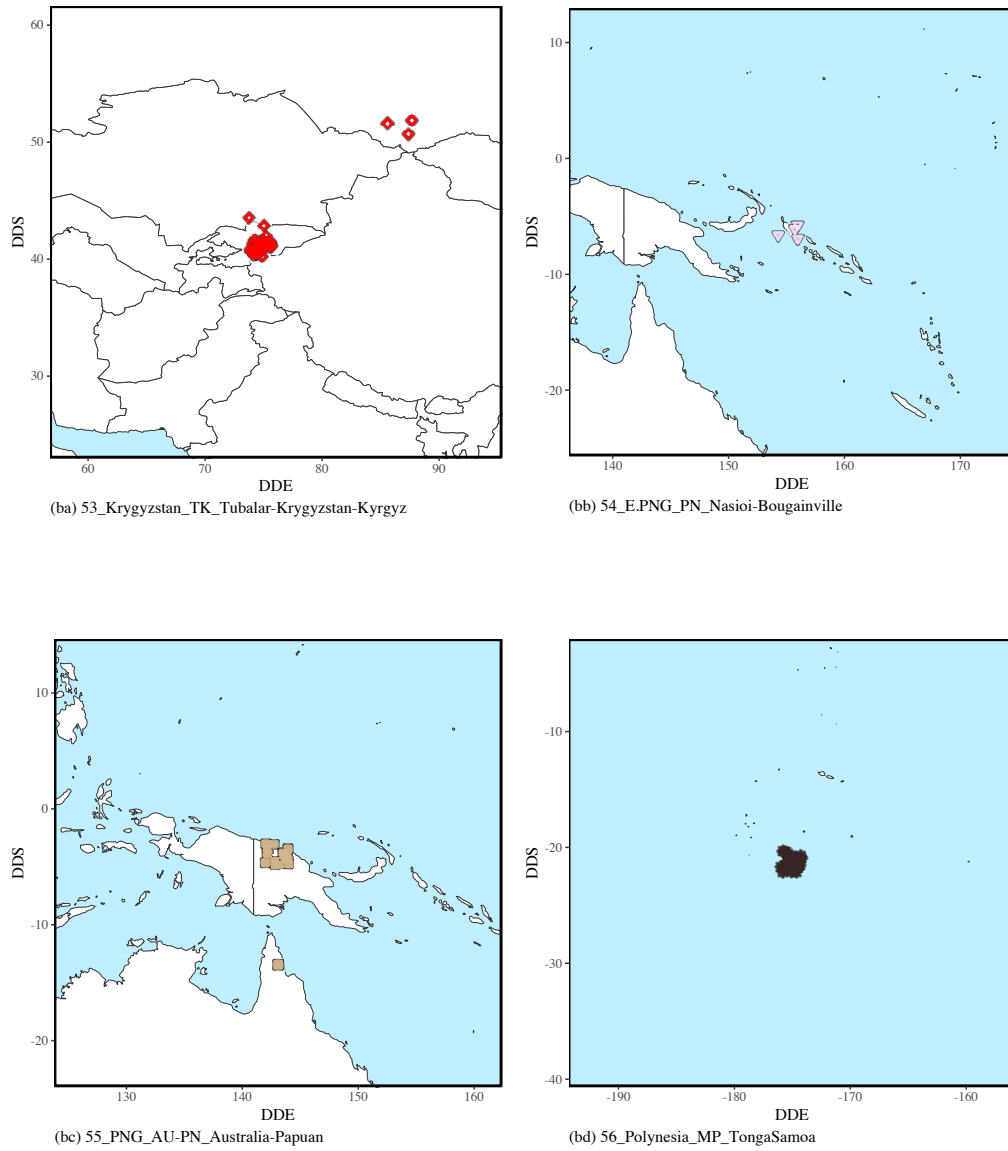 60
50
40
30
DDS
60
70
80
90
DDE
(ba) 53_Krygyzstan_TK_Tubalar-Krygyzstan-Kyrgyz
10
0
-10
-20
DDS
140
150
160
170
DDE
(bb) 54_E.PNG_PN_Nasioi-Bougainville
10
0
-10
-20
DDS
130
140
150
160
DDE
(bc) 55_PNG_AU-PN_Australia-Papuan
-10
-20
-30
-40
DDS
-190
-180
-170
-160
DDE
(bd) 56_Polynesia_MP_TongaSamoa